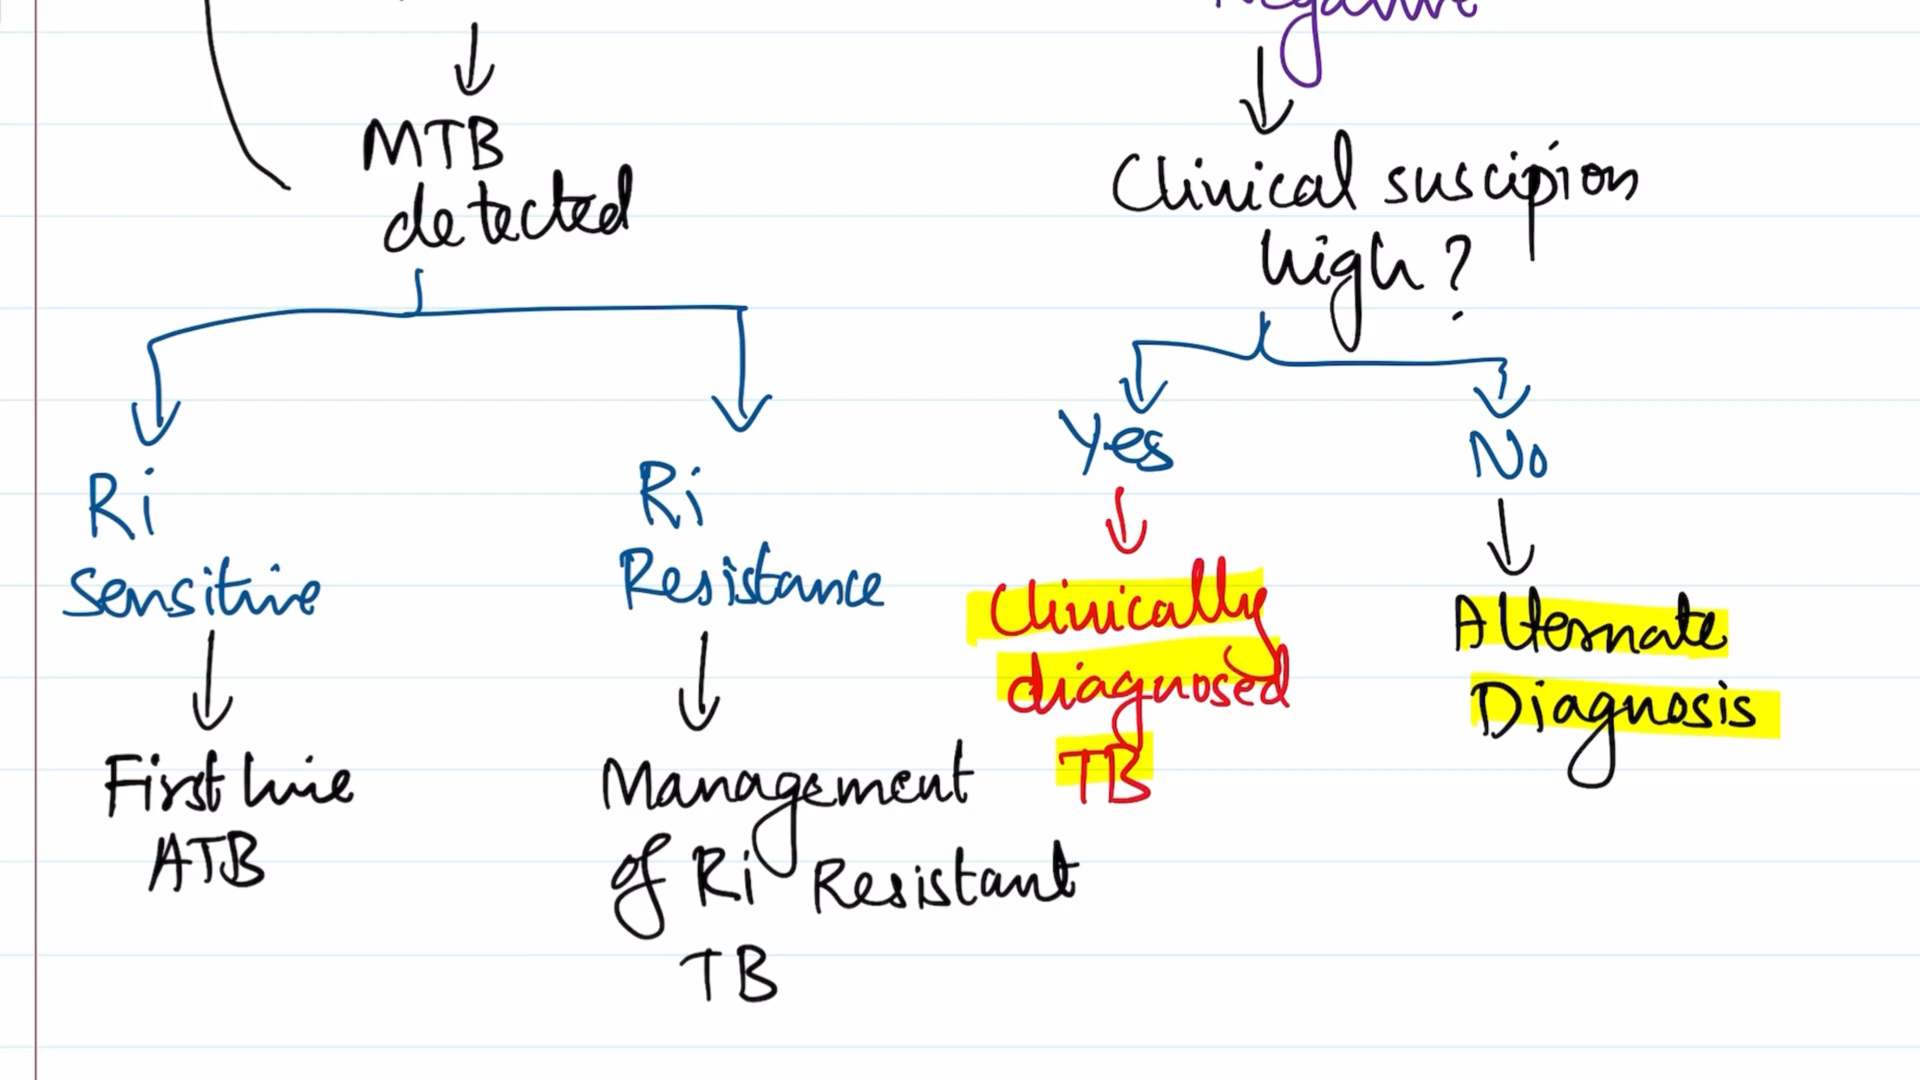 Negative
MTB
detected
Clinical suscipion
high?
Yes
No
Ri
Sensitive
Ri
Resistance
Clinically
diagnosed
TB
Alternate
Diagnosis
First line
ATB
Management
of Ri Resistant
TB